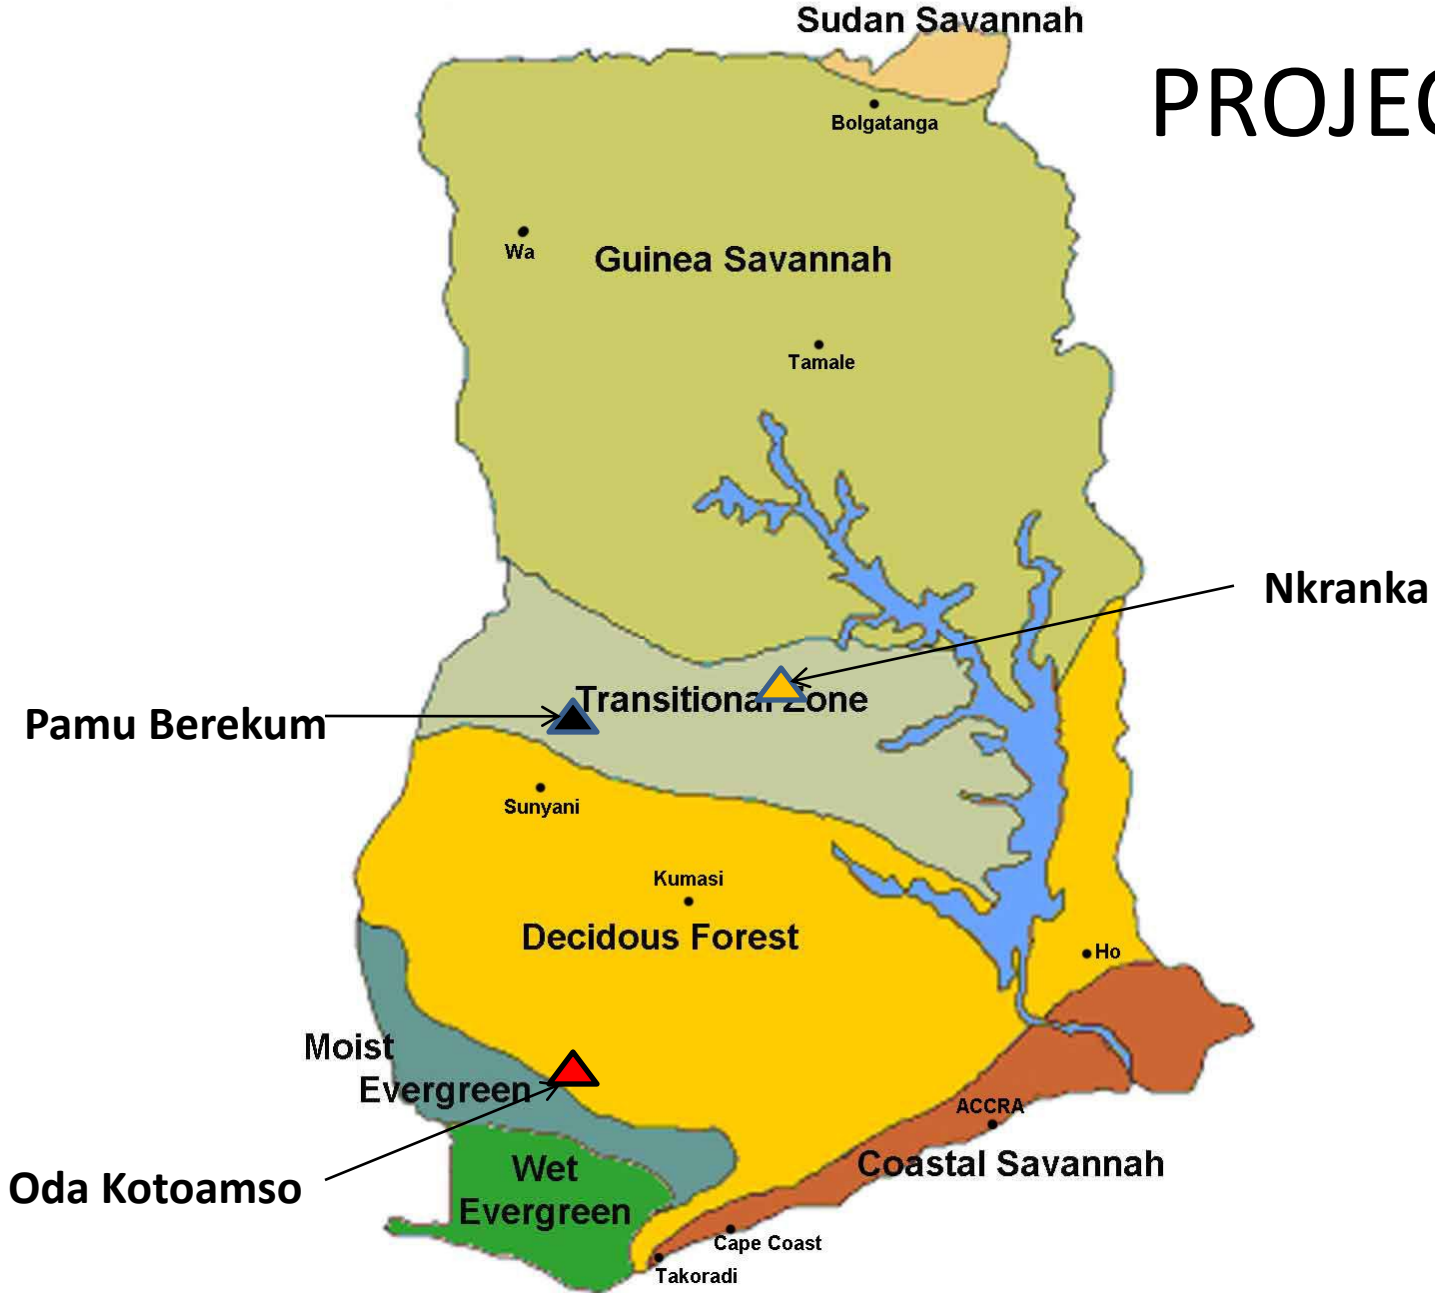 Sudan Savannah
PROJEC
Bolgatanga
Wa
Guinea Savannah
Tamale
Nkranka
Transitional Zone
Pamu Berekum
Sunyani
Kumasi
Decidous Forest
Ho
Moist
Evergreen
ACCRA
Coastal Savannah
Wet
Evergreen
Oda Kotoamso
Cape Coast
Takoradi